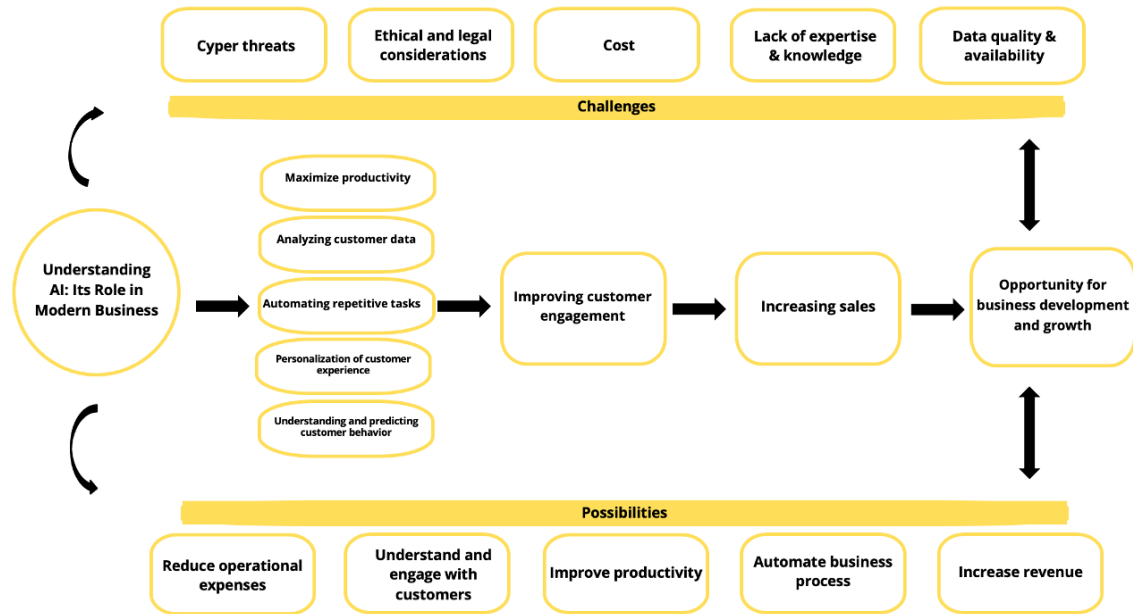 Cyper threats
Ethical and legal
considerations
Cost
Lack of expertise
& knowledge
Data quality &
availability
Challenges
Understanding
AI: Its Role in
Modern Business
Maximize productivity
Analyzing customer data
Automating repetitive tasks
Personalization of customer
experience
Understanding and predicting
customer behavior
Improving customer
engagement
Increasing sales
Opportunity for
business development
and growth
Possibilities
Reduce operational
expenses
Understand and
engage with
customers
Improve productivity
Automate business
process
Increase revenue